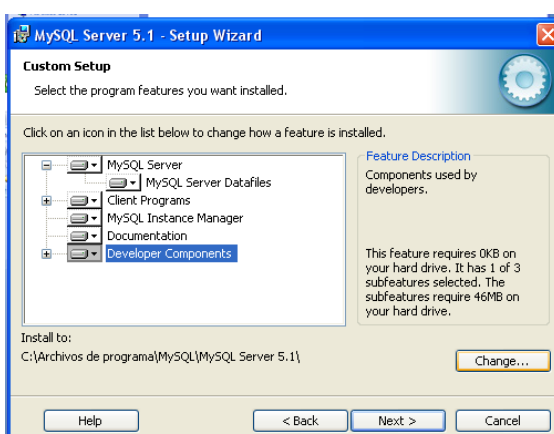 MySQL Server 5.1 - Setup Wizard
Custom Setup
Select the program features you want installed.
Click on an icon in the list below to change how a feature is installed.
MySQL Server
MySQL Server Datafiles
Client Programs
MySQL Instance Manager
Documentation
Developer Components
Feature Description
Components used by
developers.
This feature requires 0KB on
your hard drive. It has 1 of 3
subfeatures selected. The
subfeatures require 46MB on
your hard drive.
Install to:
C:\Archivos de programa\MySQL\MySQL Server 5.1\
Change...
Help
< Back
Next >
Cancel